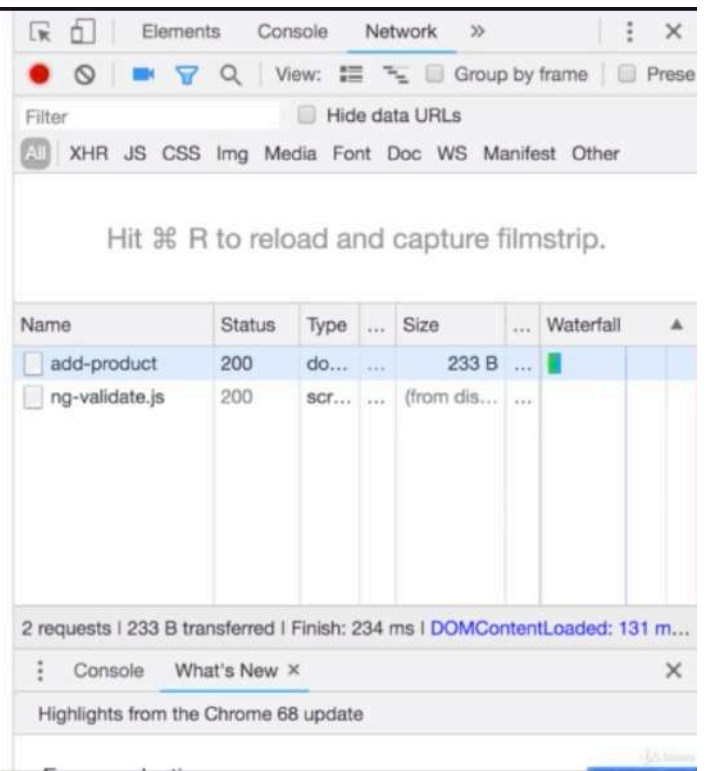 Elements Console Network »
View: Group by frame Prese
Filter Hide data URLs
All XHR JS CSS Img Media Font Doc WS Manifest Other
Hit ⌘ R to reload and capture filmstrip.
Name Status Type ... Size ... Waterfall ▲
add-product 200 do... ... 233 B ...
ng-validate.js 200 scr... ... (from dis... ...
2 requests | 233 B transferred | Finish: 234 ms | DOMContentLoaded: 131 m...
Console What's New ×
Highlights from the Chrome 68 update